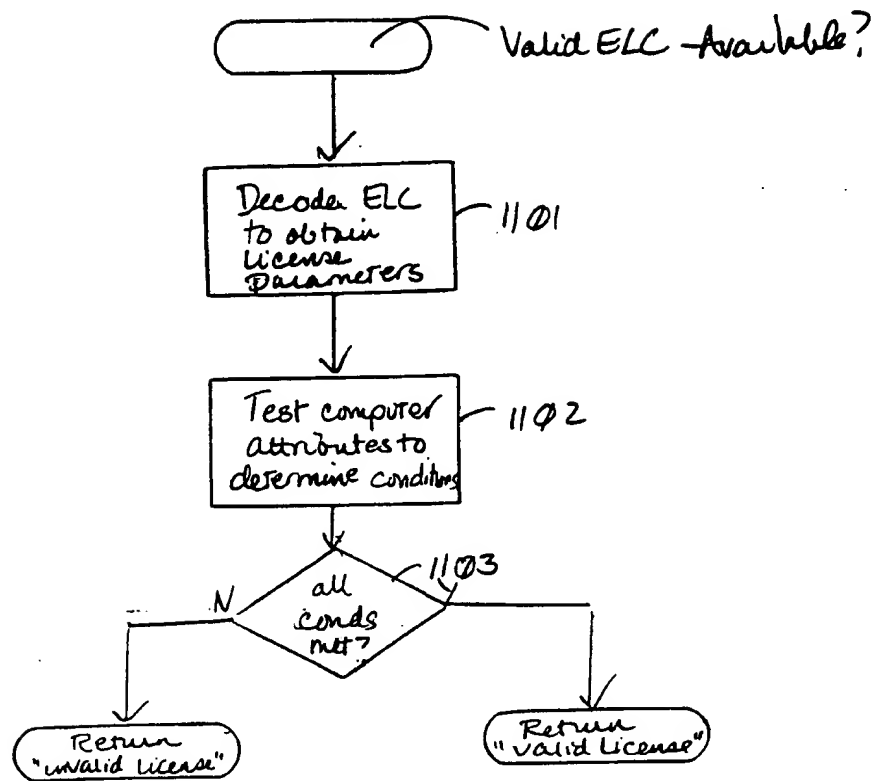 Valid ELC Available?
Decoder ELC
to obtain
License
Parameters
1101
Test computer
attributes to
determine conditions
1102
1103
N
all
conds
met?
Return
"invalid License"
Return
"valid License"